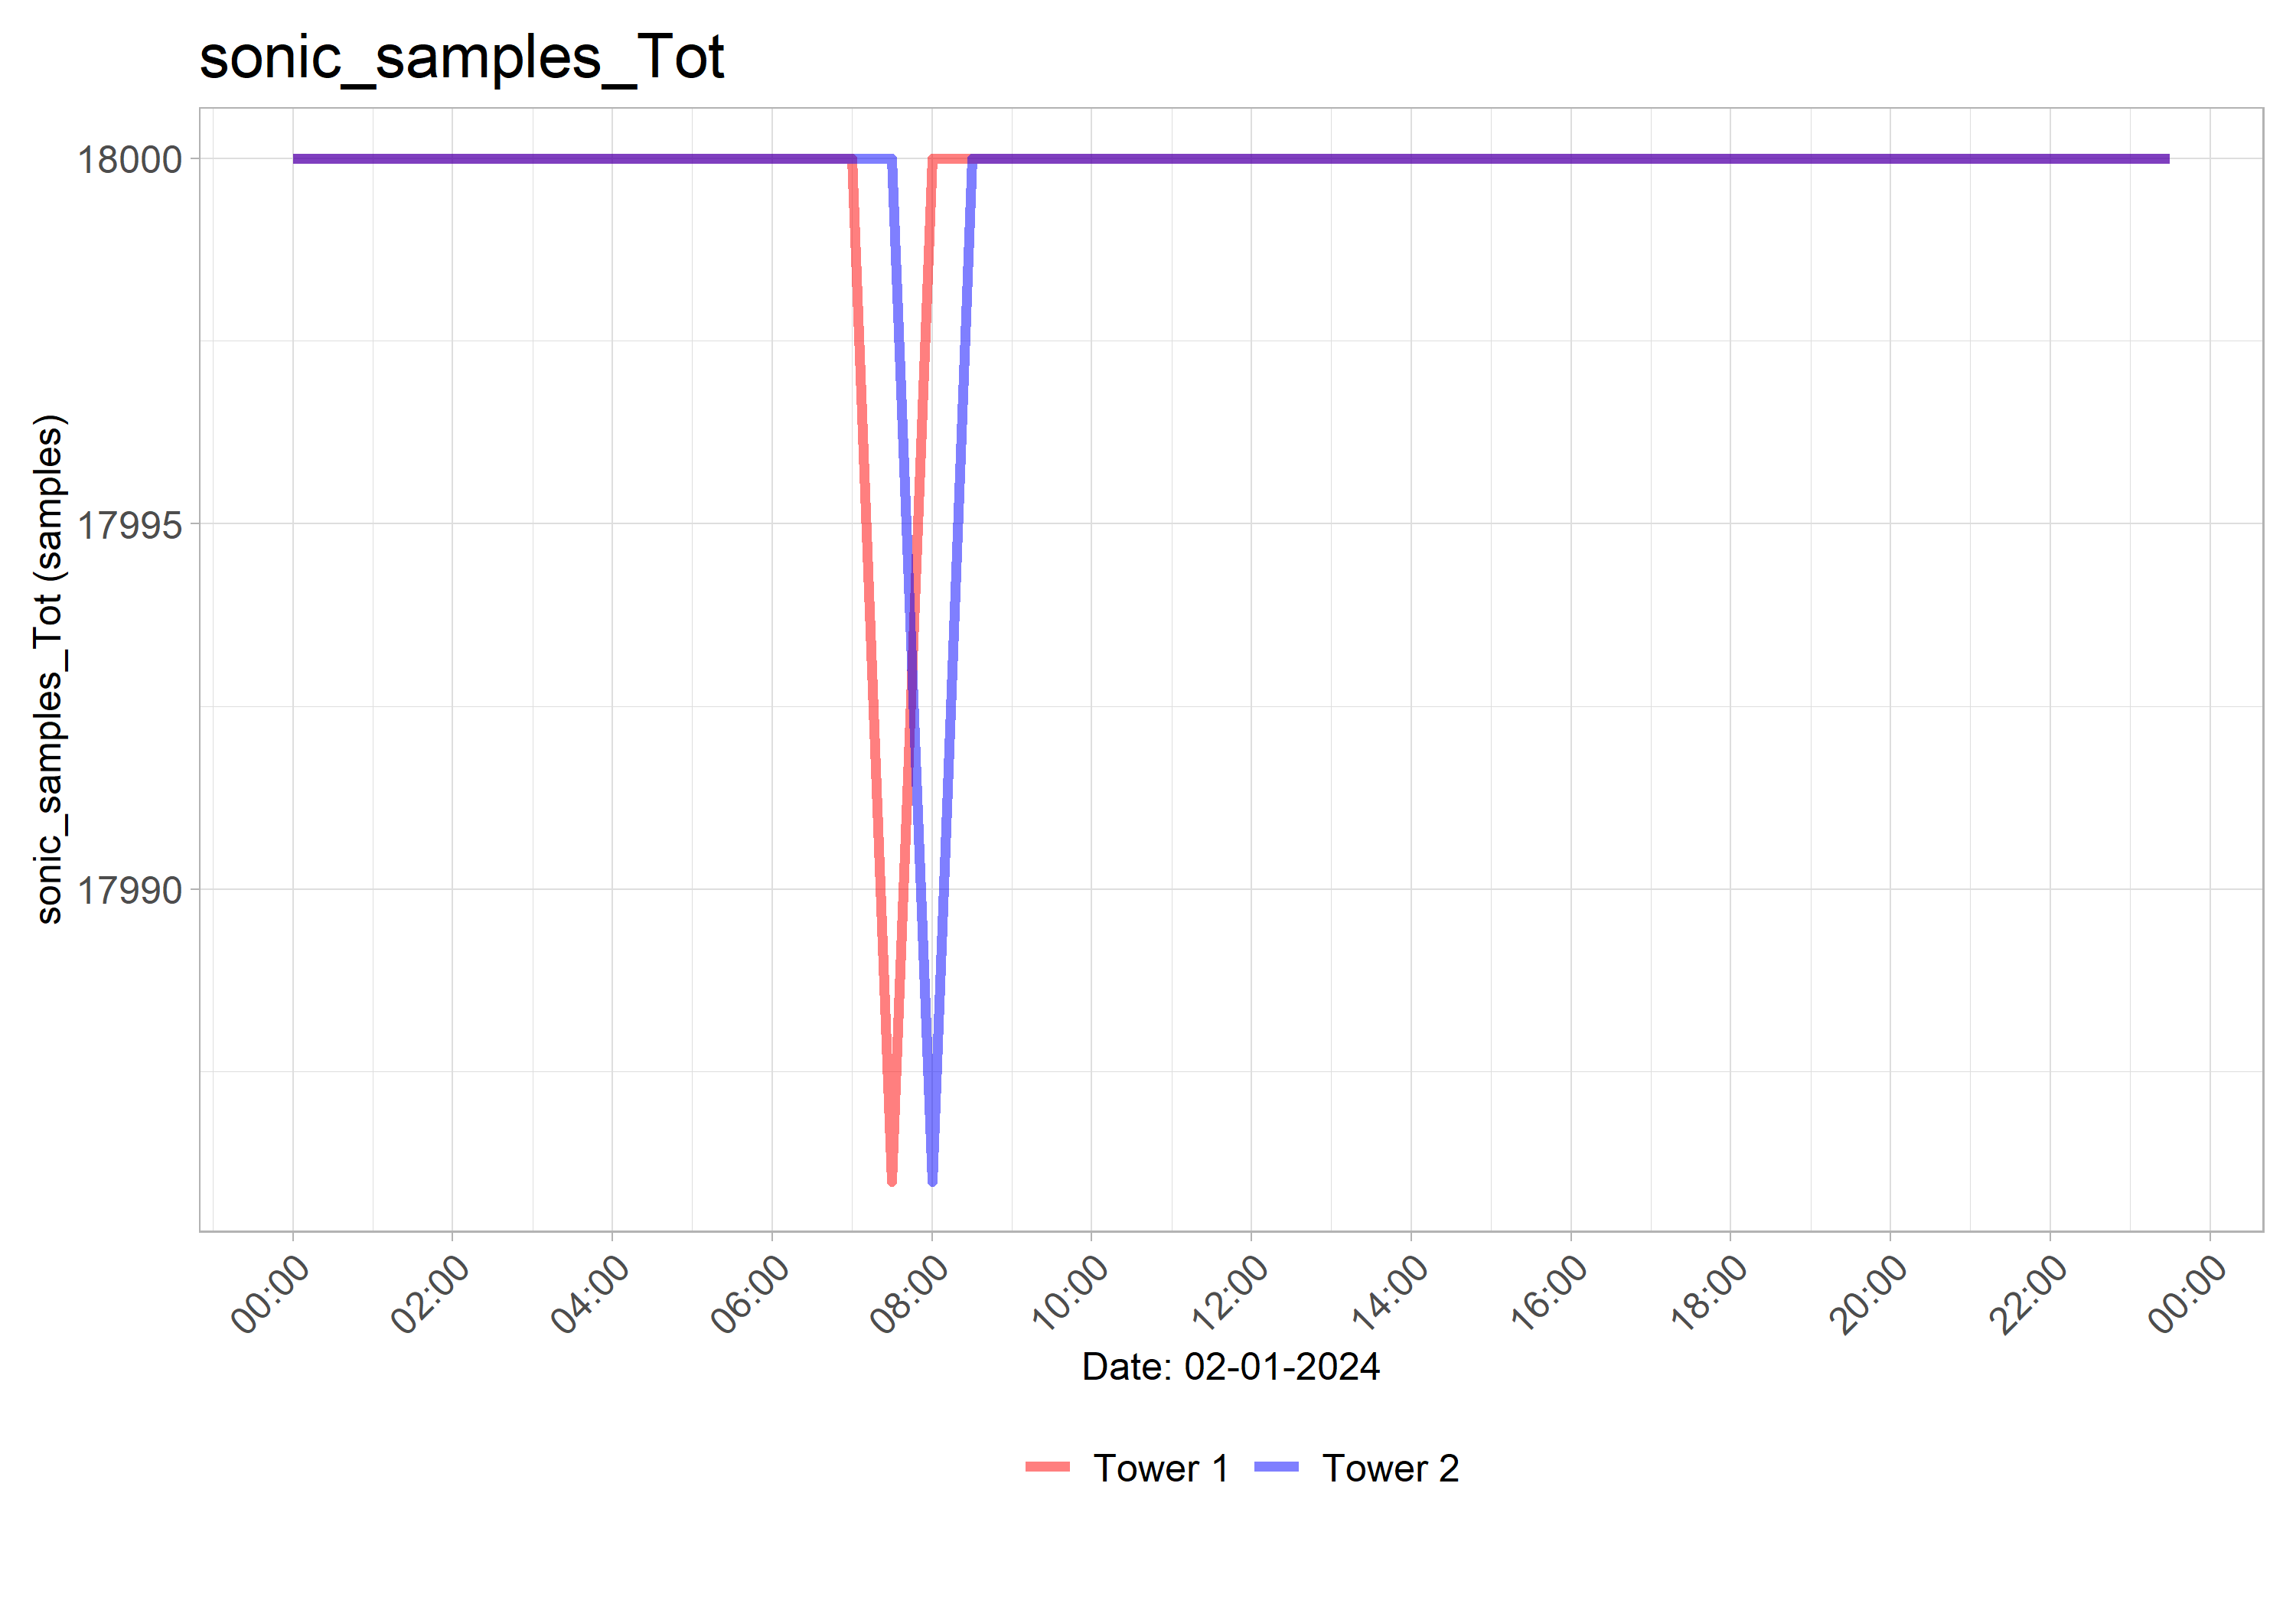 sonic_samples_Tot
sonic_samples_Tot (samples)
18000
17995
17990
00:00 02:00 04:00 06:00 08:00 10:00 12:00 14:00 16:00 18:00 20:00 22:00 00:00
Date: 02-01-2024
Tower 1 Tower 2